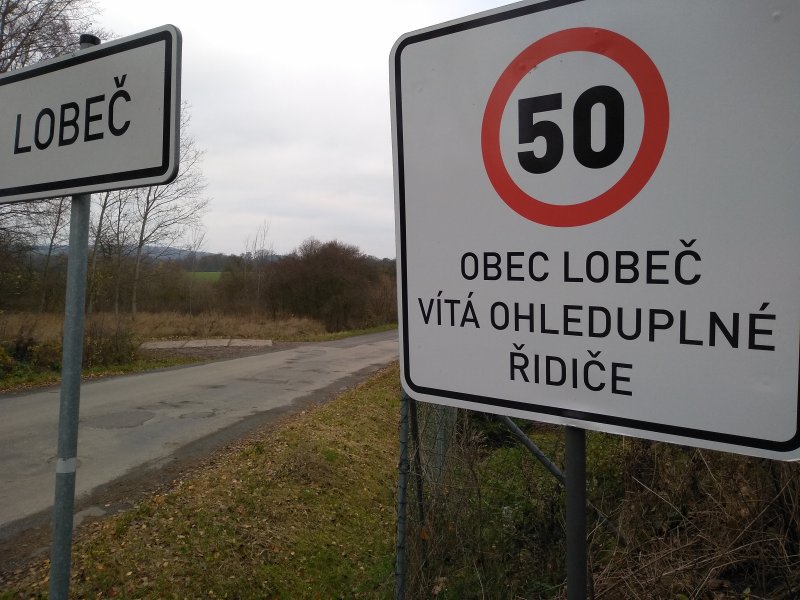 LOBEČ
50
OBEC LOBEČ
VÍTÁ OHLEDUPLNÉ
ŘIDIČE